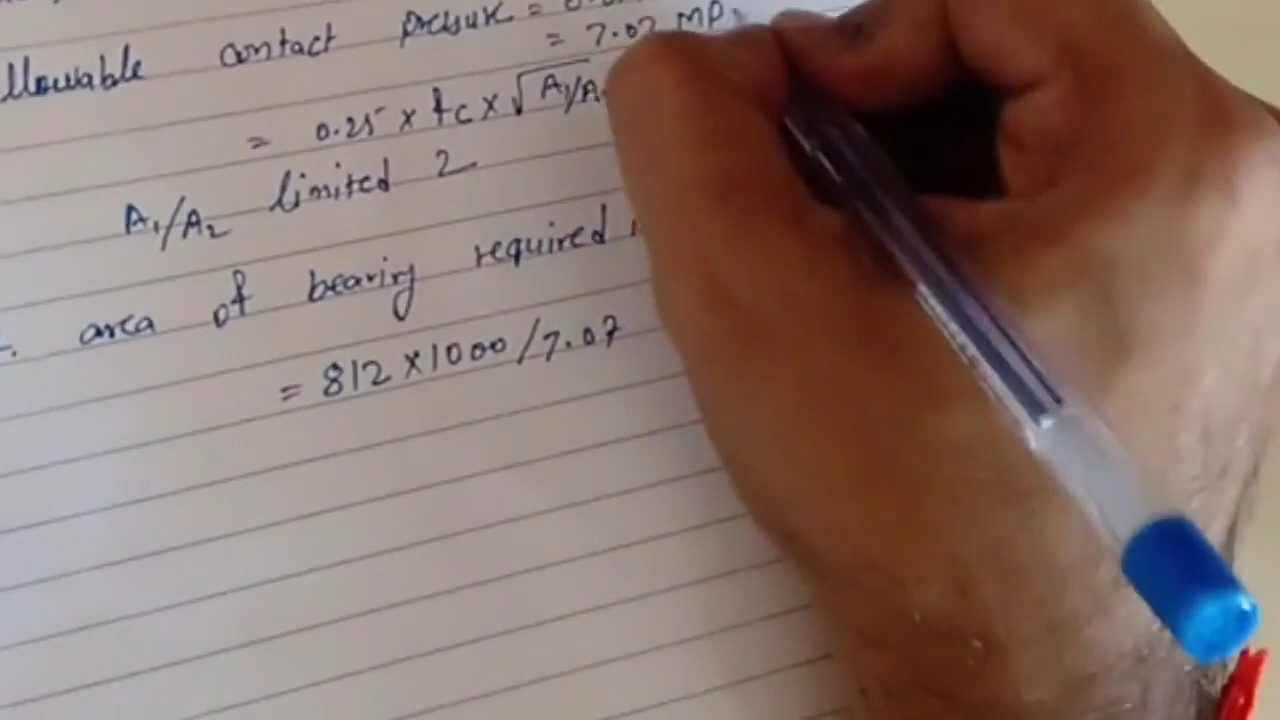 allowable contact pressure =
= 7.07 MPa
= 0.25 × fc × √A1/A
A1/A2 limited 2
area of bearing required
= 812 × 1000 / 7.07